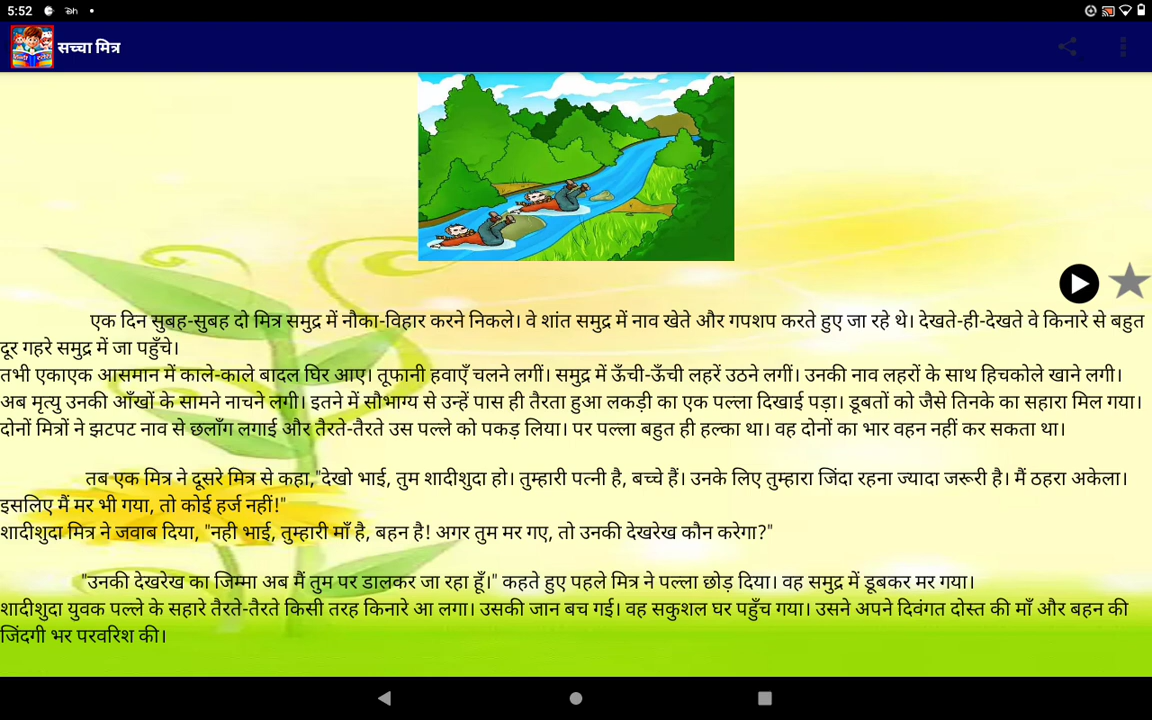 5:52
सच्चा मित्र
एक दिन सुबह-सुबह दो मित्र समुद्र में नौका-विहार करने निकले। वे शांत समुद्र में नाव खेते और गपशप करते हुए जा रहे थे। देखते-ही-देखते वे किनारे से बहुत
दूर गहरे समुद्र में जा पहुँचे।
तभी एकाएक आसमान में काले-काले बादल घिर आए। तूफानी हवाएँ चलने लगीं। समुद्र में ऊँची-ऊँची लहरें उठने लगीं। उनकी नाव लहरों के साथ हिचकोले खाने लगी।
अब मृत्यु उनकी आँखों के सामने नाचने लगी। इतने में सौभाग्य से उन्हें पास ही तैरता हुआ लकड़ी का एक पल्ला दिखाई पड़ा। डूबतों को जैसे तिनके का सहारा मिल गया।
दोनों मित्रों ने झटपट नाव से छलाँग लगाई और तैरते-तैरते उस पल्ले को पकड़ लिया। पर पल्ला बहुत ही हल्का था। वह दोनों का भार वहन नहीं कर सकता था।
तब एक मित्र ने दूसरे मित्र से कहा,"देखो भाई, तुम शादीशुदा हो। तुम्हारी पत्नी है, बच्चे हैं। उनके लिए तुम्हारा जिंदा रहना ज्यादा जरूरी है। मैं ठहरा अकेला।
इसलिए मैं मर भी गया, तो कोई हर्ज नहीं!"
शादीशुदा मित्र ने जवाब दिया, "नही भाई, तुम्हारी माँ है, बहन है! अगर तुम मर गए, तो उनकी देखरेख कौन करेगा?"
"उनकी देखरेख का जिम्मा अब मैं तुम पर डालकर जा रहा हूँ।" कहते हुए पहले मित्र ने पल्ला छोड़ दिया। वह समुद्र में डूबकर मर गया।
शादीशुदा युवक पल्ले के सहारे तैरते-तैरते किसी तरह किनारे आ लगा। उसकी जान बच गई। वह सकुशल घर पहुँच गया। उसने अपने दिवंगत दोस्त की माँ और बहन की
जिंदगी भर परवरिश की।